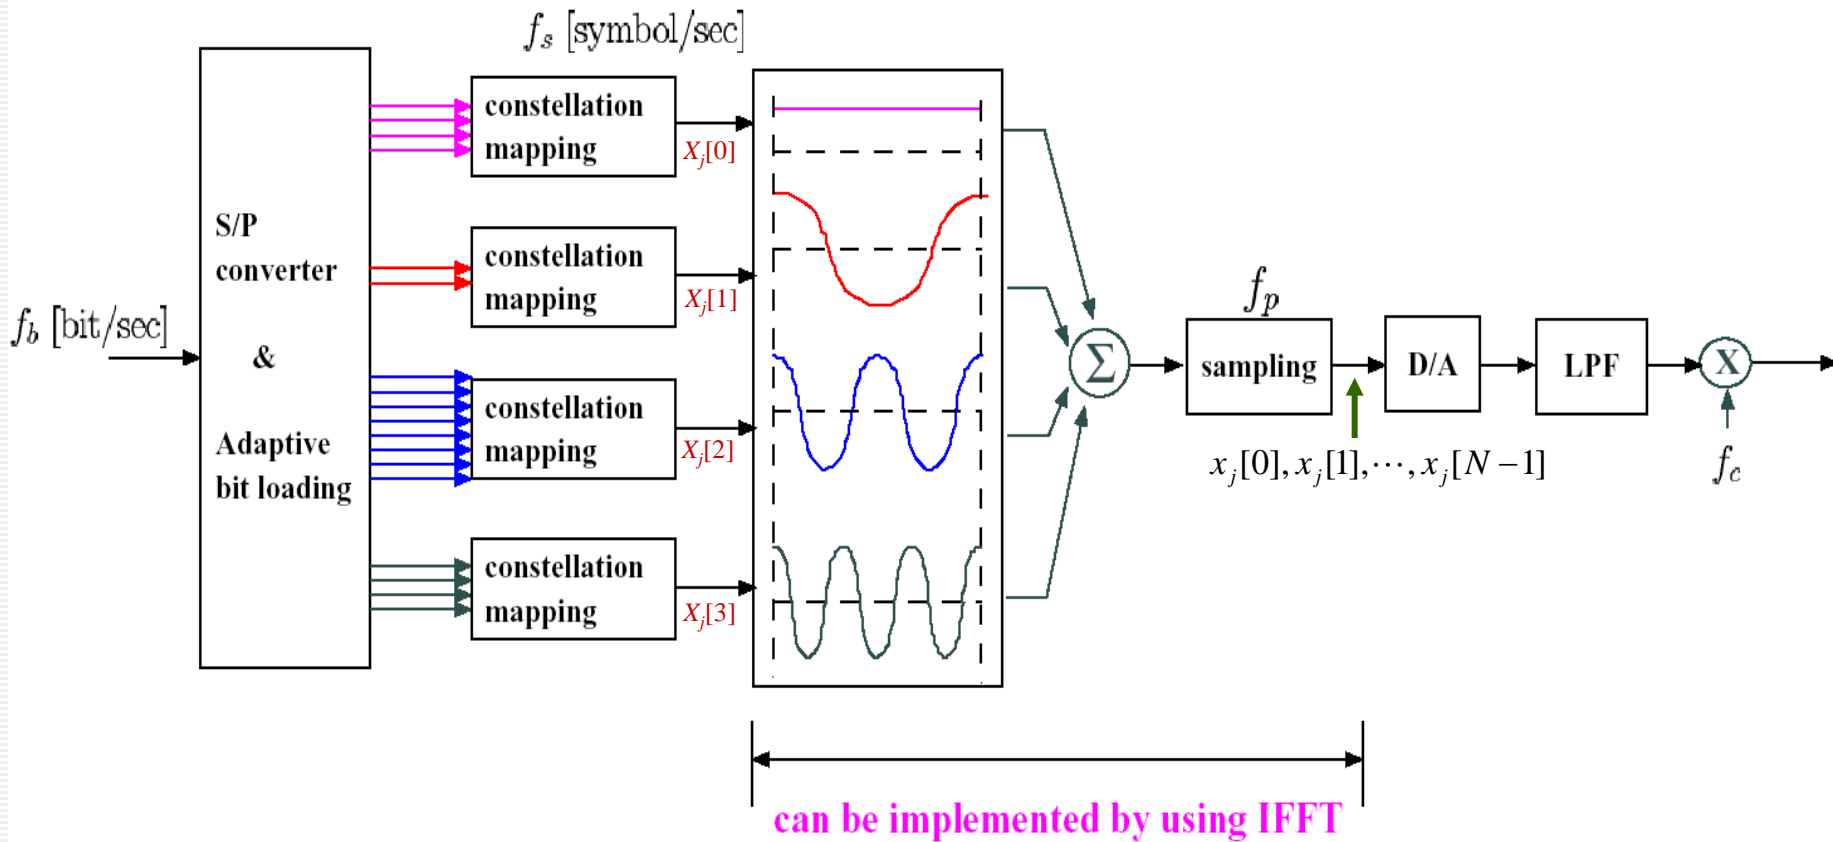 f_s [symbol/sec]
S/P
converter
&
Adaptive
bit loading
f_b [bit/sec]
constellation
mapping
X_j[0]
constellation
mapping
X_j[1]
constellation
mapping
X_j[2]
constellation
mapping
X_j[3]
Σ
f_p
sampling
D/A
LPF
X
x_j[0], x_j[1], ⋯, x_j[N−1]
f_c
can be implemented by using IFFT